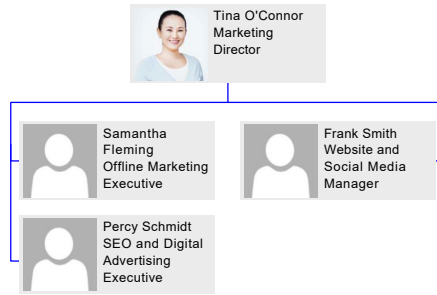 Tina O'Connor
Marketing
Director
Samantha
Fleming
Offline Marketing
Executive
Frank Smith
Website and
Social Media
Manager
Percy Schmidt
SEO and Digital
Advertising
Executive